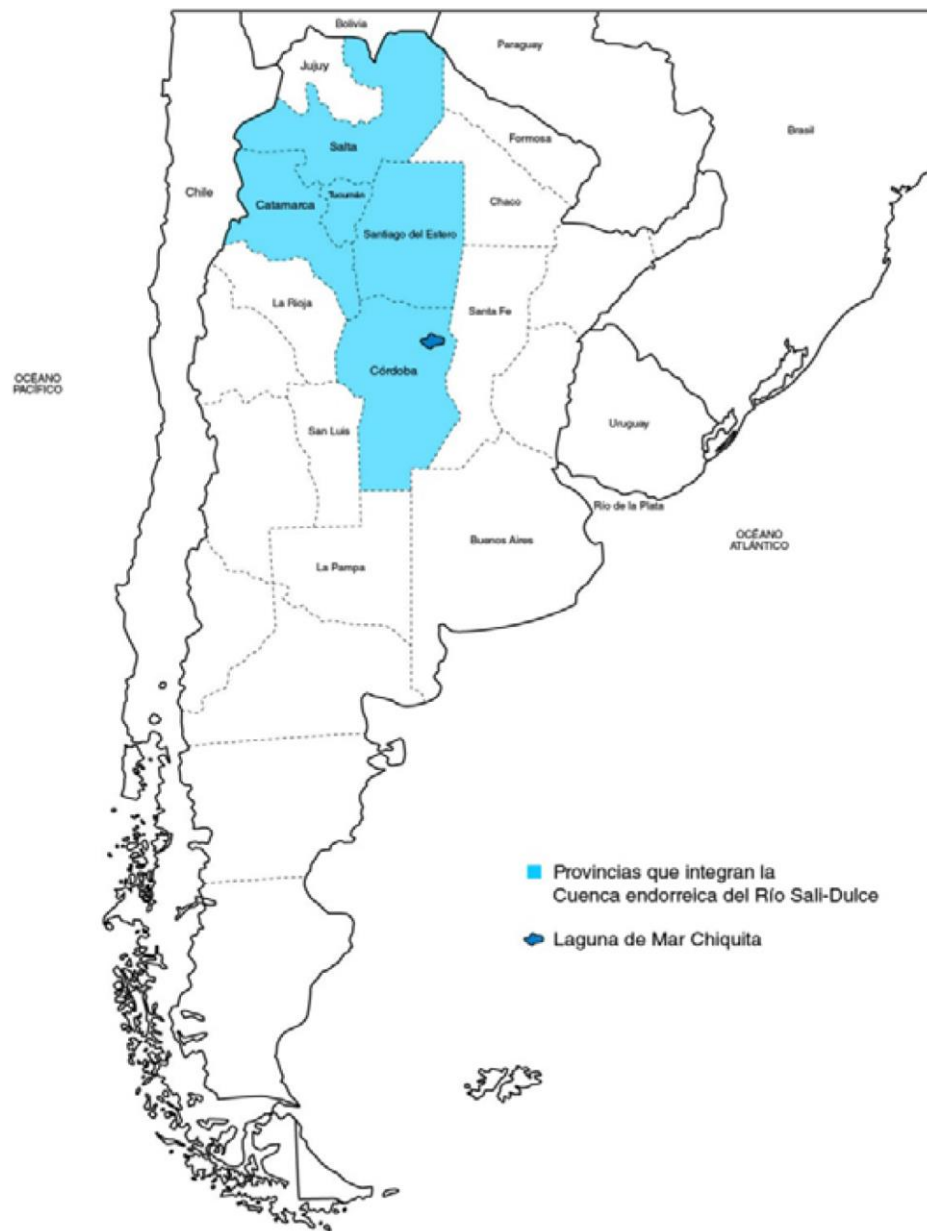 Bolivia
Paraguay
Jujuy
Brasil
Formosa
Salta
Chile
Tucumán
Catamarca
Chaco
Santiago del Estero
La Rioja
Santa Fe
Córdoba
OCÉANO
PACÍFICO
San Luis
Uruguay
Río de la Plata
Buenos Aires
OCÉANO
ATLÁNTICO
La Pampa
Provincias que integran la
Cuenca endorreica del Río Sali-Dulce
Laguna de Mar Chiquita